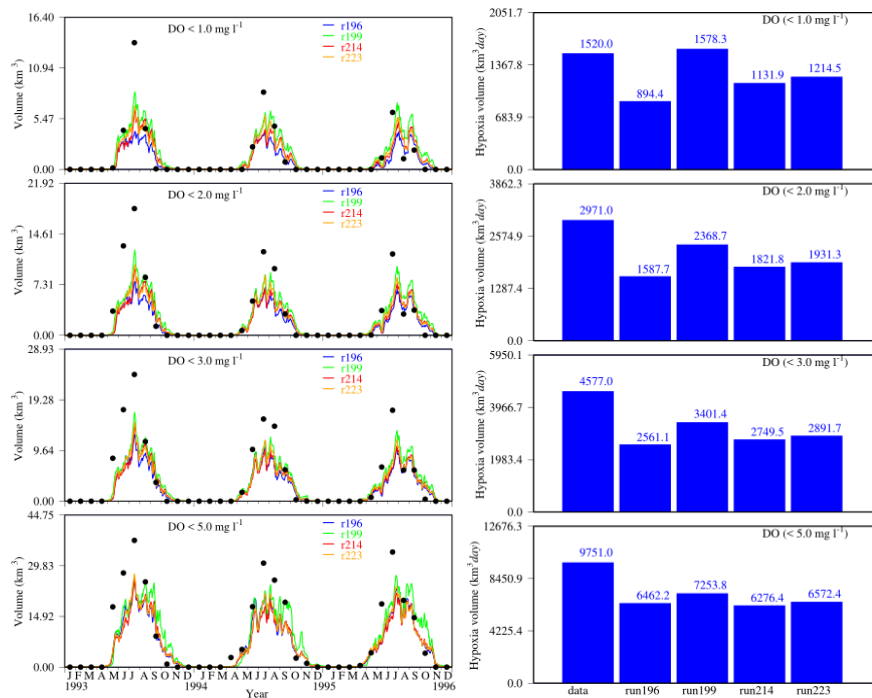 16.40
10.94
5.47
0.00
Volume (km³)
DO < 1.0 mg l⁻¹
r196
r199
r214
r223
21.92
14.61
7.31
0.00
Volume (km³)
DO < 2.0 mg l⁻¹
r196
r199
r214
r223
28.93
19.28
9.64
0.00
Volume (km³)
DO < 3.0 mg l⁻¹
r196
r199
r214
r223
44.75
29.83
14.92
0.00
Volume (km³)
DO < 5.0 mg l⁻¹
r196
r199
r214
r223
J F M A M J J A S O N D J F M A M J J A S O N D J F M A M J J A S O N D
1993 1994 1995 1996
Year
2051.7
1367.8
683.9
0.0
Hypoxia volume (km³day)
DO (< 1.0 mg l⁻¹)
1520.0 894.4 1578.3 1131.9 1214.5
3862.3
2574.9
1287.4
0.0
Hypoxia volume (km³day)
DO (< 2.0 mg l⁻¹)
2971.0 1587.7 2368.7 1821.8 1931.3
5950.1
3966.7
1983.4
0.0
Hypoxia volume (km³day)
DO (< 3.0 mg l⁻¹)
4577.0 2561.1 3401.4 2749.5 2891.7
12676.3
8450.9
4225.4
0.0
Hypoxia volume (km³day)
DO (< 5.0 mg l⁻¹)
9751.0 6462.2 7253.8 6276.4 6572.4
data run196 run199 run214 run223